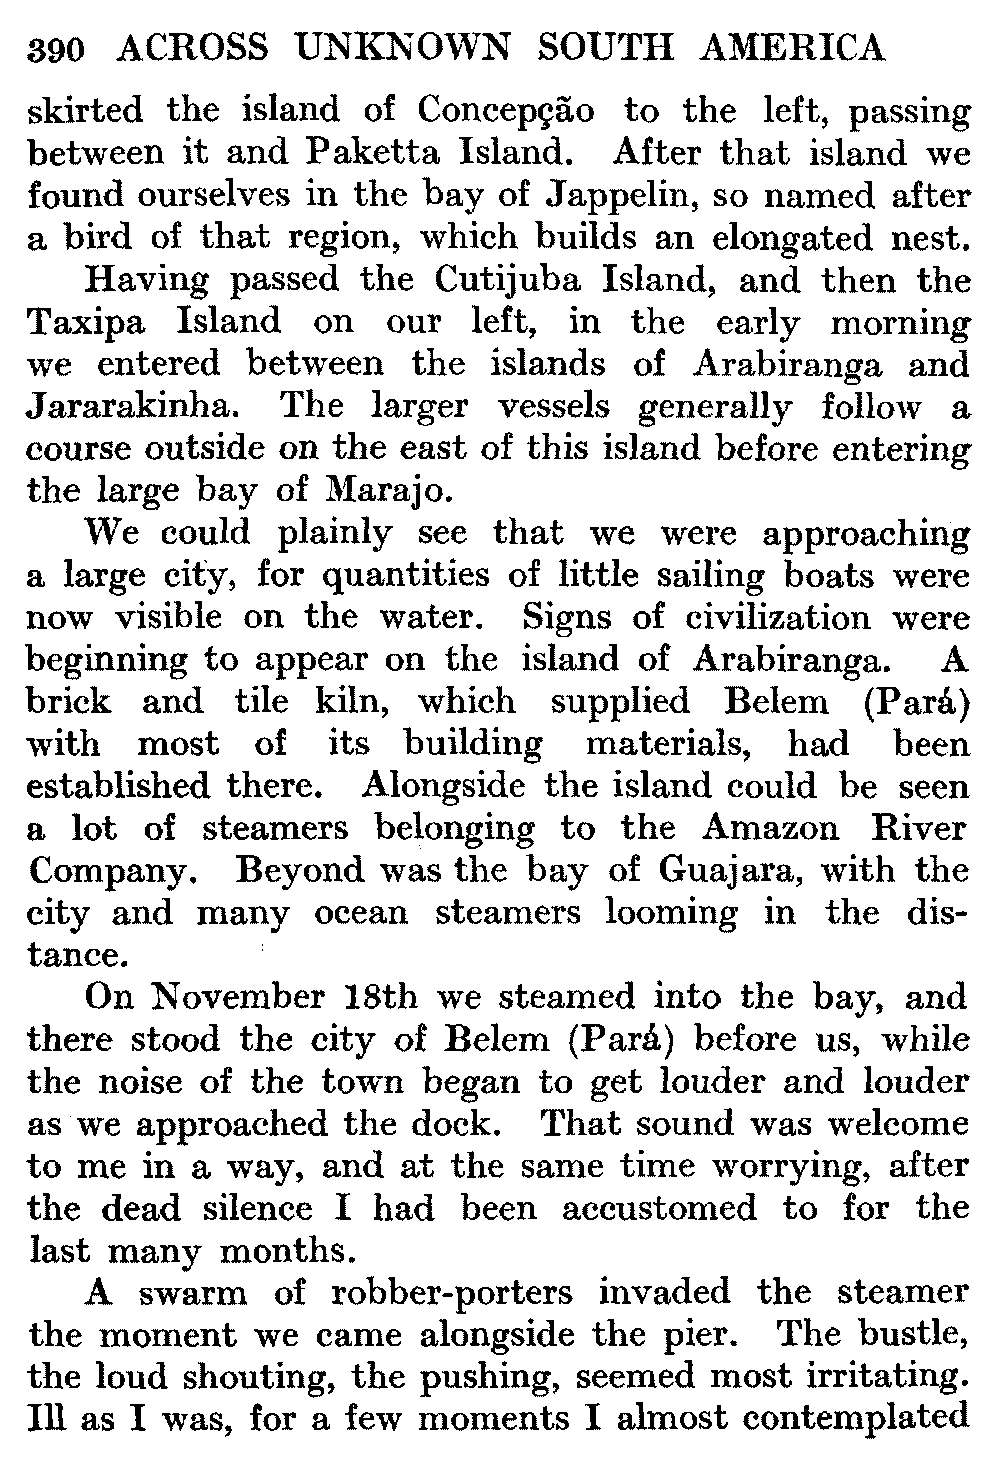 390 ACROSS UNKNOWN SOUTH AMERICA
skirted the island of Concepção to the left, passing
between it and Paketta Island. After that island we
found ourselves in the bay of Jappelin, so named after
a bird of that region, which builds an elongated nest.
Having passed the Cutijuba Island, and then the
Taxipa Island on our left, in the early morning
we entered between the islands of Arabiranga and
Jararakinha. The larger vessels generally follow a
course outside on the east of this island before entering
the large bay of Marajo.
We could plainly see that we were approaching
a large city, for quantities of little sailing boats were
now visible on the water. Signs of civilization were
beginning to appear on the island of Arabiranga. A
brick and tile kiln, which supplied Belem (Pará)
with most of its building materials, had been
established there. Alongside the island could be seen
a lot of steamers belonging to the Amazon River
Company. Beyond was the bay of Guajara, with the
city and many ocean steamers looming in the dis-
tance.
On November 18th we steamed into the bay, and
there stood the city of Belem (Pará) before us, while
the noise of the town began to get louder and louder
as we approached the dock. That sound was welcome
to me in a way, and at the same time worrying, after
the dead silence I had been accustomed to for the
last many months.
A swarm of robber-porters invaded the steamer
the moment we came alongside the pier. The bustle,
the loud shouting, the pushing, seemed most irritating.
Ill as I was, for a few moments I almost contemplated